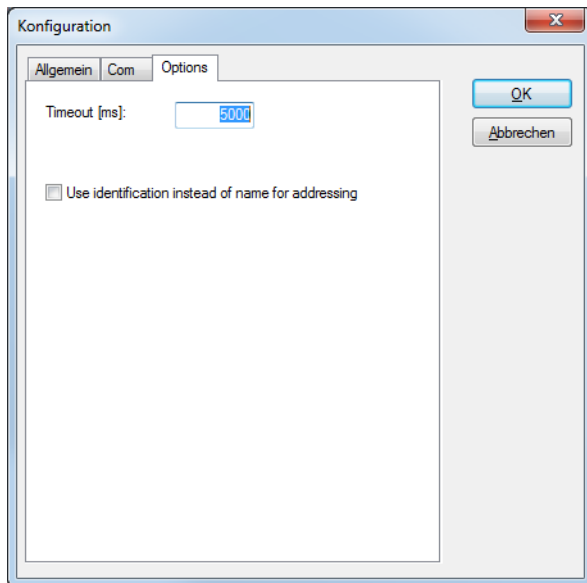 Konfiguration
Allgemein Com Options
OK
Abbrechen
Timeout [ms]: 5000
Use identification instead of name for addressing